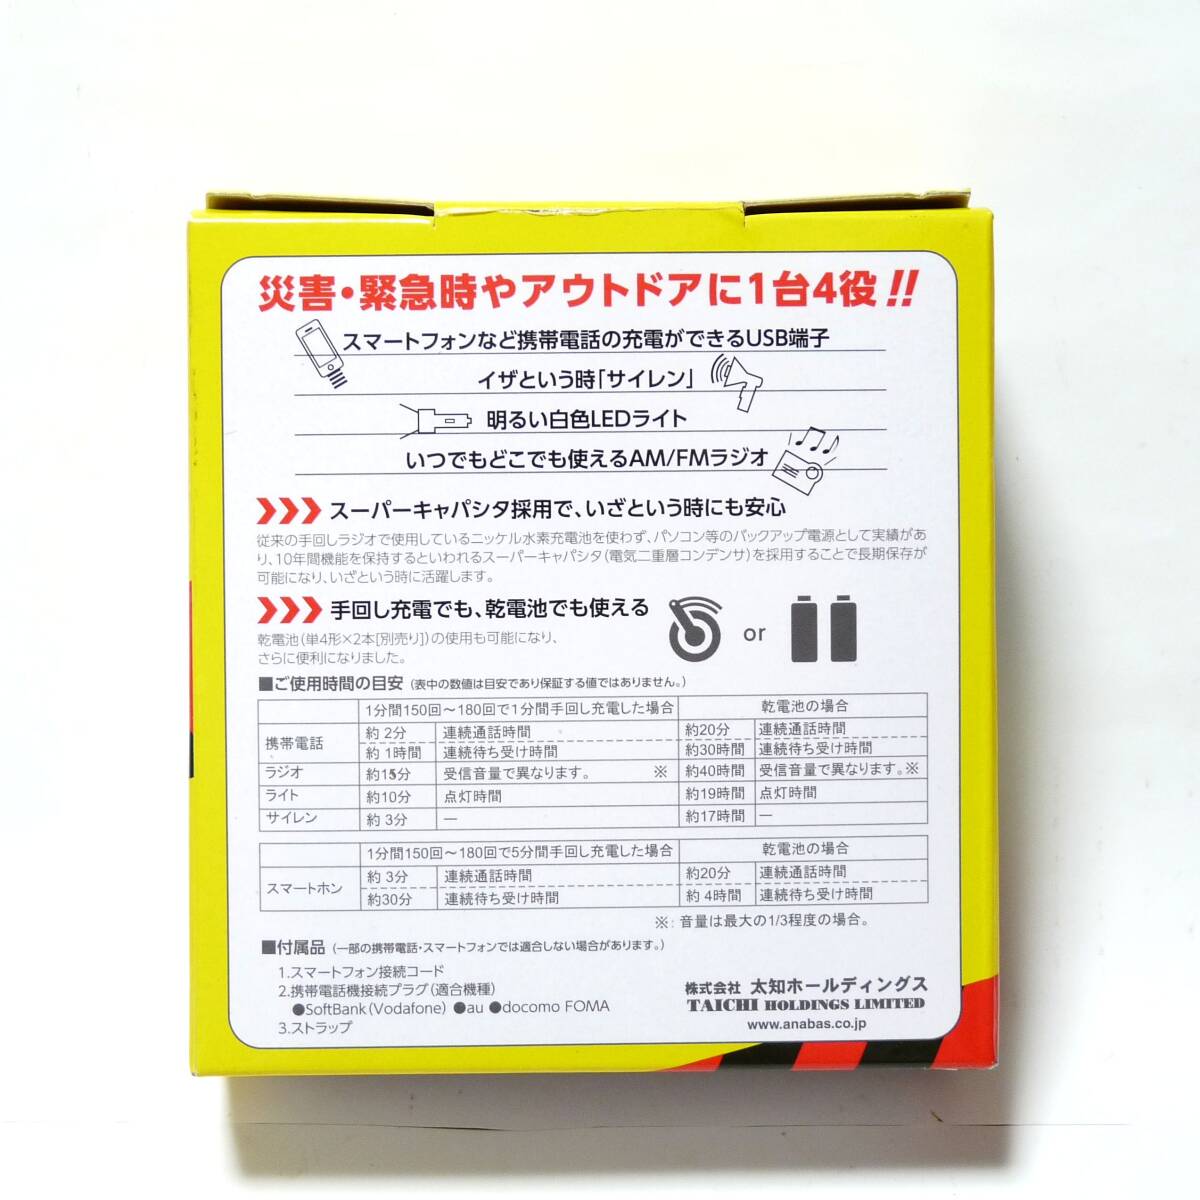 災害・緊急時やアウトドアに1台4役!!
スマートフォンなど携帯電話の充電ができるUSB端子
イザという時「サイレン」
明るい白色LEDライト
いつでもどこでも使えるAM/FMラジオ
スーパーキャパシタ採用で、いざという時にも安心
従来の手回しラジオで使用しているニッケル水素充電池を使わず、パソコン等のバックアップ電源として実績があ
り、10年間機能を保持するといわれるスーパーキャパシタ(電気二重層コンデンサ)を採用することで長期保存が
可能になり、いざという時に活躍します。
手回し充電でも、乾電池でも使える
乾電池(単4形×2本[別売り])の使用も可能になり、
さらに便利になりました。
or
■ご使用時間の目安(表中の数値は目安であり保証する値ではありません。)
1分間150回〜180回で1分間手回し充電した場合 乾電池の場合
携帯電話 約 2分 連続通話時間 約20分 連続通話時間
約 1時間 連続待ち受け時間 約30時間 連続待ち受け時間
ラジオ 約15分 受信音量で異なります。 ※ 約40時間 受信音量で異なります。※
ライト 約10分 点灯時間 約19時間 点灯時間
サイレン 約 3分 — 約17時間 —
1分間150回〜180回で5分間手回し充電した場合 乾電池の場合
スマートホン 約 3分 連続通話時間 約20分 連続通話時間
約30分 連続待ち受け時間 約 4時間 連続待ち受け時間
※:音量は最大の1/3程度の場合。
■付属品(一部の携帯電話・スマートフォンでは適合しない場合があります。)
1.スマートフォン接続コード
2.携帯電話機接続プラグ(適合機種)
●SoftBank(Vodafone) ●au ●docomo FOMA
3.ストラップ
株式会社 太知ホールディングス
TAICHI HOLDINGS LIMITED
www.anabas.co.jp